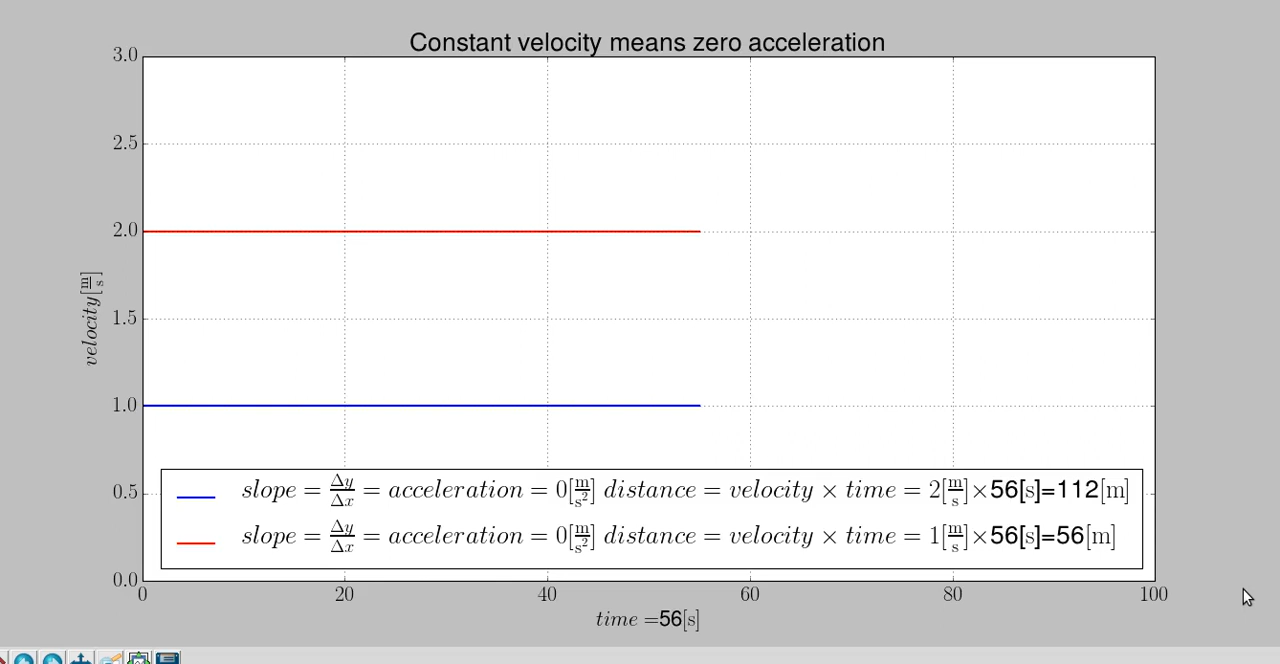 Constant velocity means zero acceleration
3.0
2.5
2.0
1.5
1.0
0.5
0.0
velocity[m/s]
slope = Δy/Δx = acceleration = 0[m/s²] distance = velocity × time = 2[m/s]×56[s]=112[m]
slope = Δy/Δx = acceleration = 0[m/s²] distance = velocity × time = 1[m/s]×56[s]=56[m]
0 20 40 60 80 100
time =56[s]